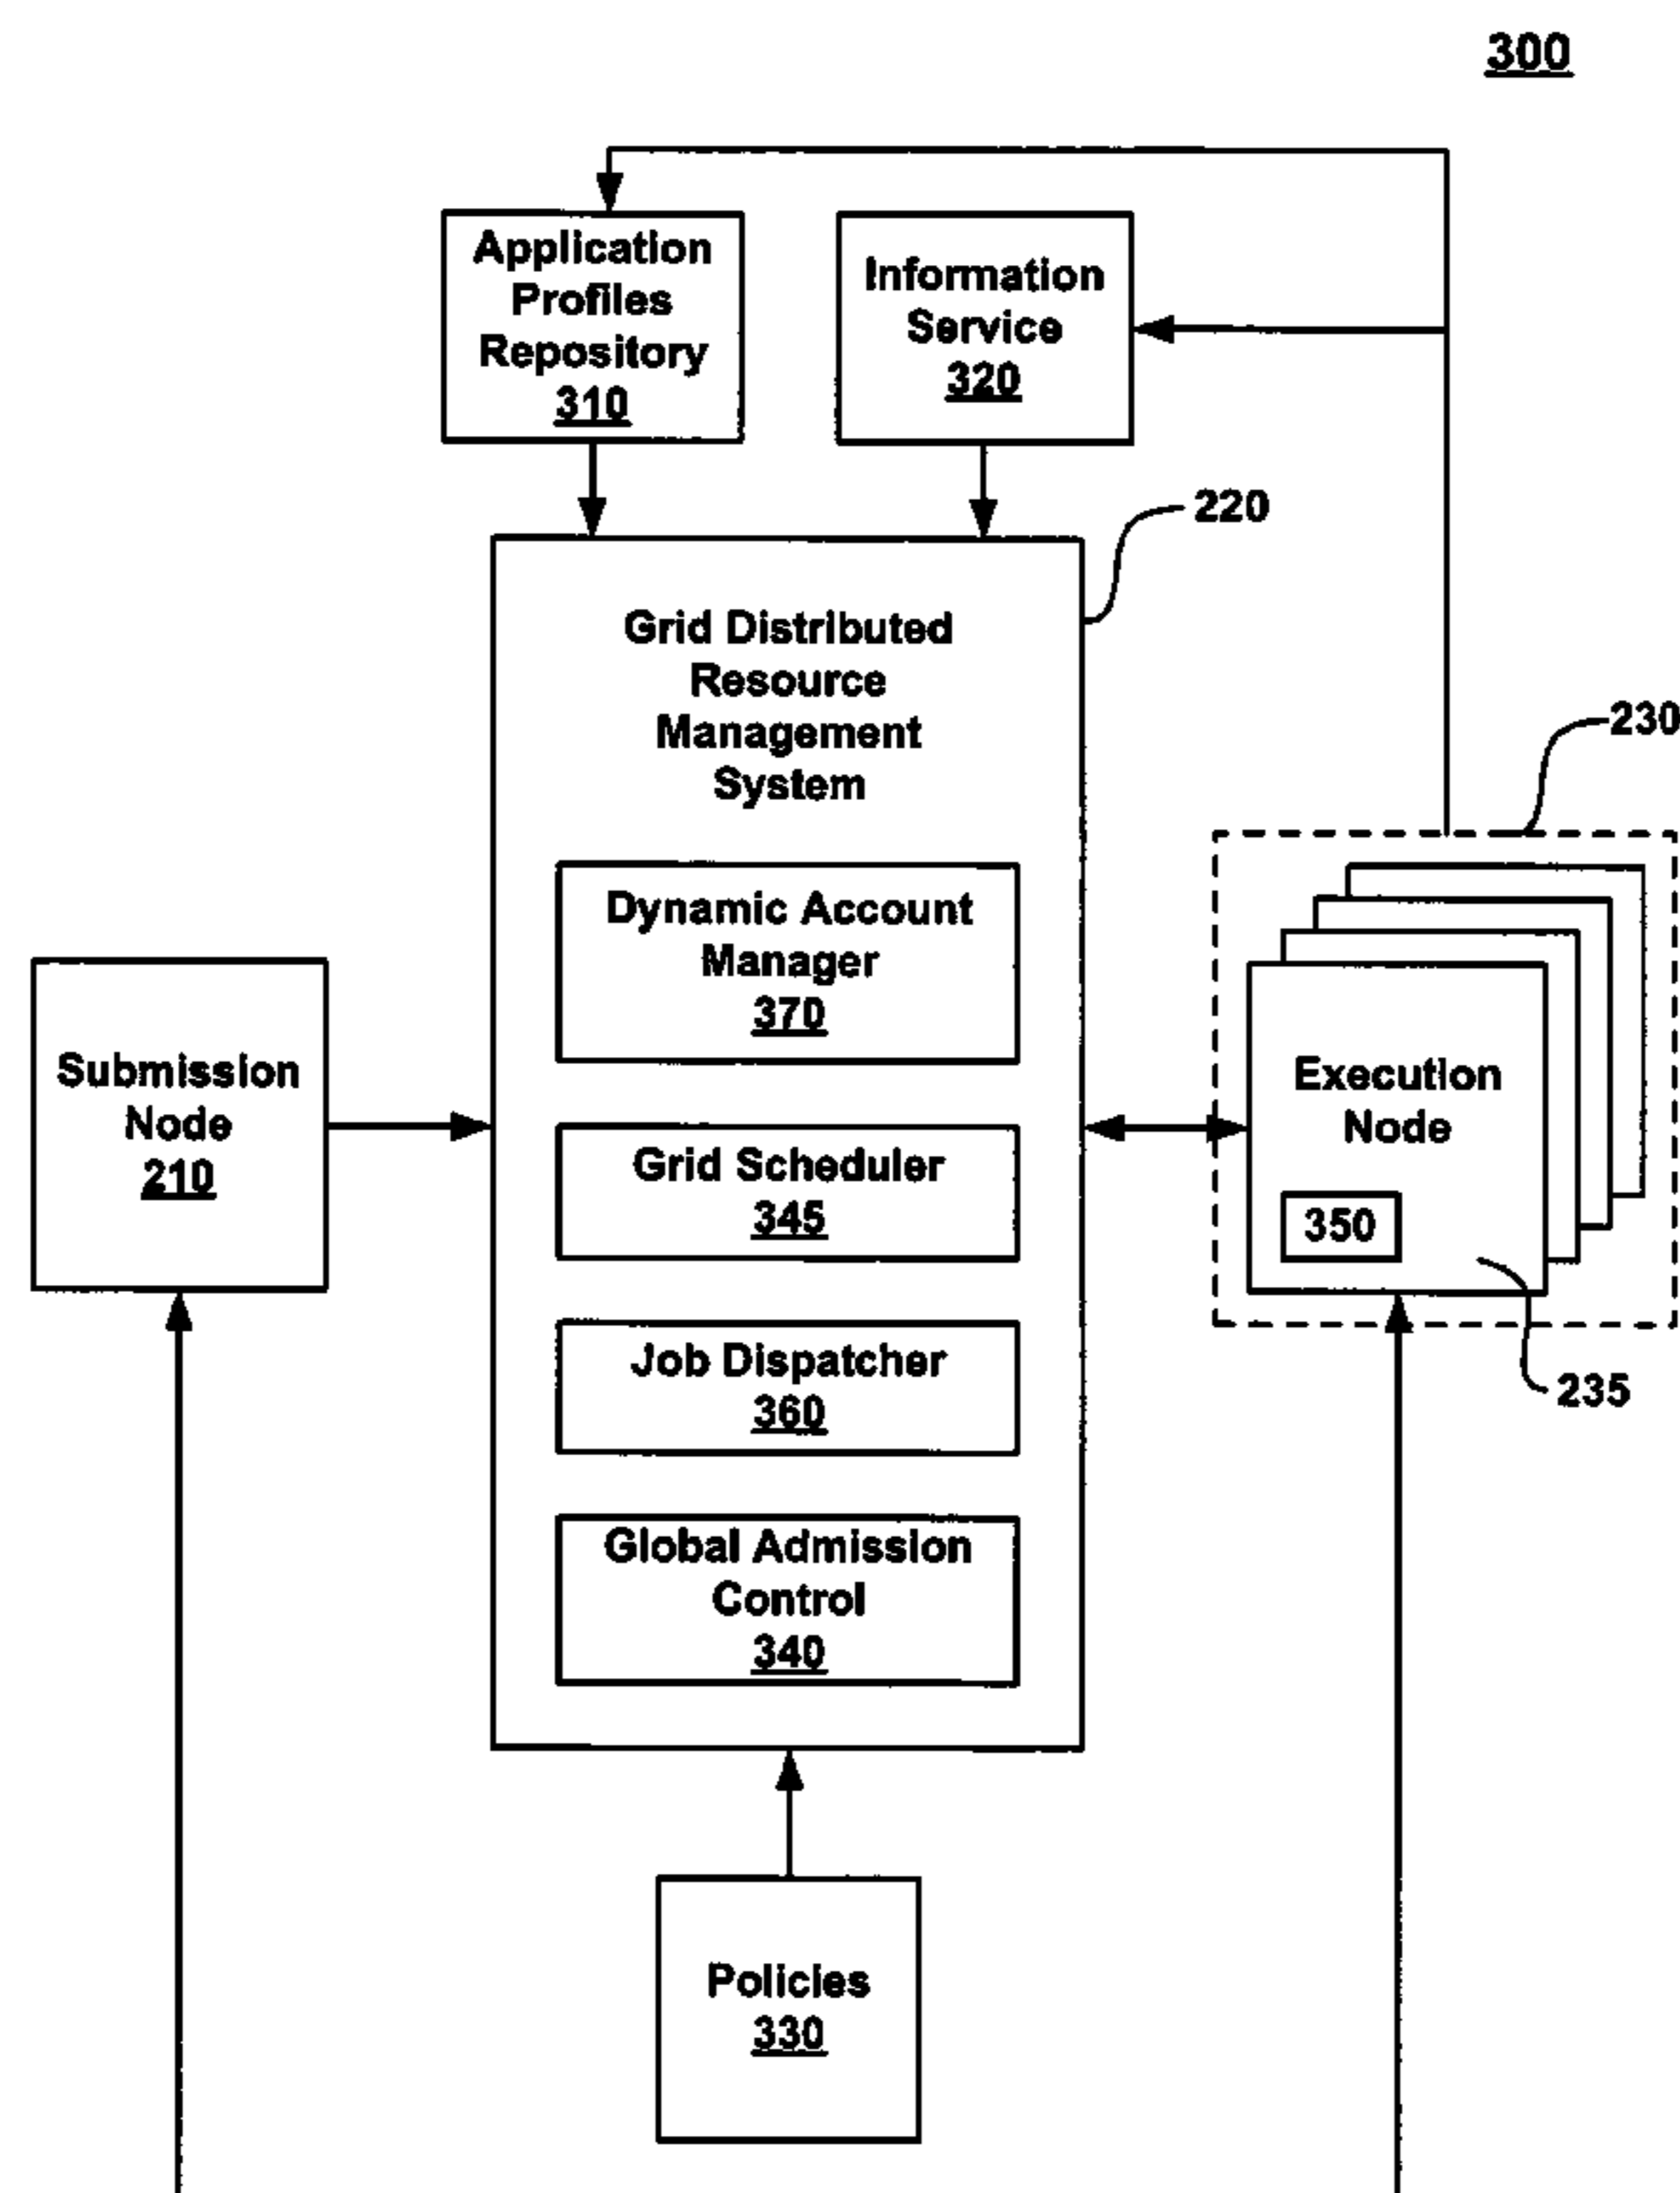 300
Application
Profiles
Repository
310
Information
Service
320
220
Grid Distributed
Resource
Management
System
230
Dynamic Account
Manager
370
Submission
Node
210
Execution
Node
350
Grid Scheduler
345
Job Dispatcher
360
235
Global Admission
Control
340
Policies
330